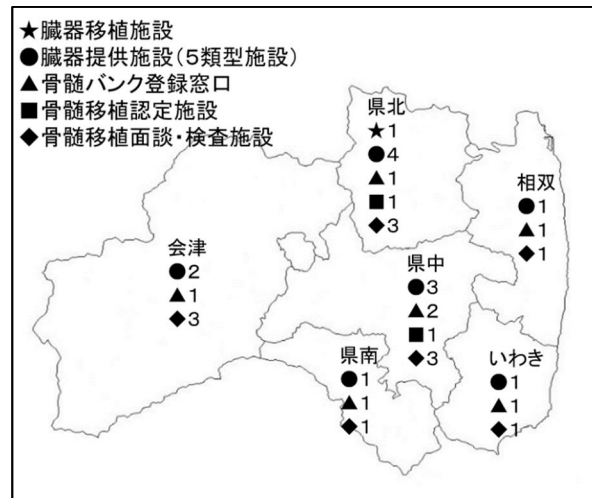 ★臓器移植施設
●臓器提供施設（５類型施設）
▲骨髄バンク登録窓口
■骨髄移植認定施設
◆骨髄移植面談・検査施設
県北
★1
●4
▲1
■1
◆3
相双
●1
▲1
◆1
会津
●2
▲1
◆3
県中
●3
▲2
■1
◆3
県南
●1
▲1
◆1
いわき
●1
▲1
◆1